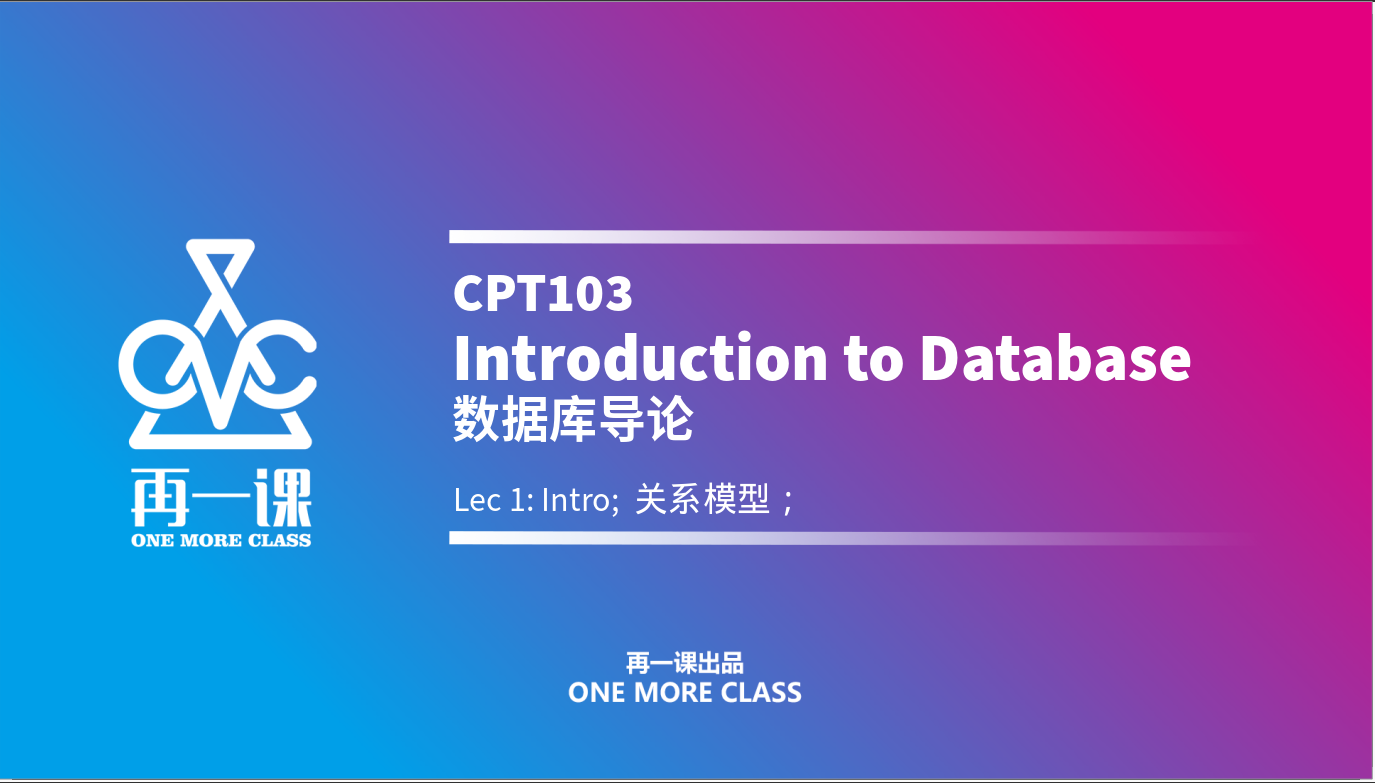 CPT103
Introduction to Database
数据库导论
Lec 1: Intro; 关系模型；
OMC
再一课
ONE MORE CLASS
再一课出品
ONE MORE CLASS